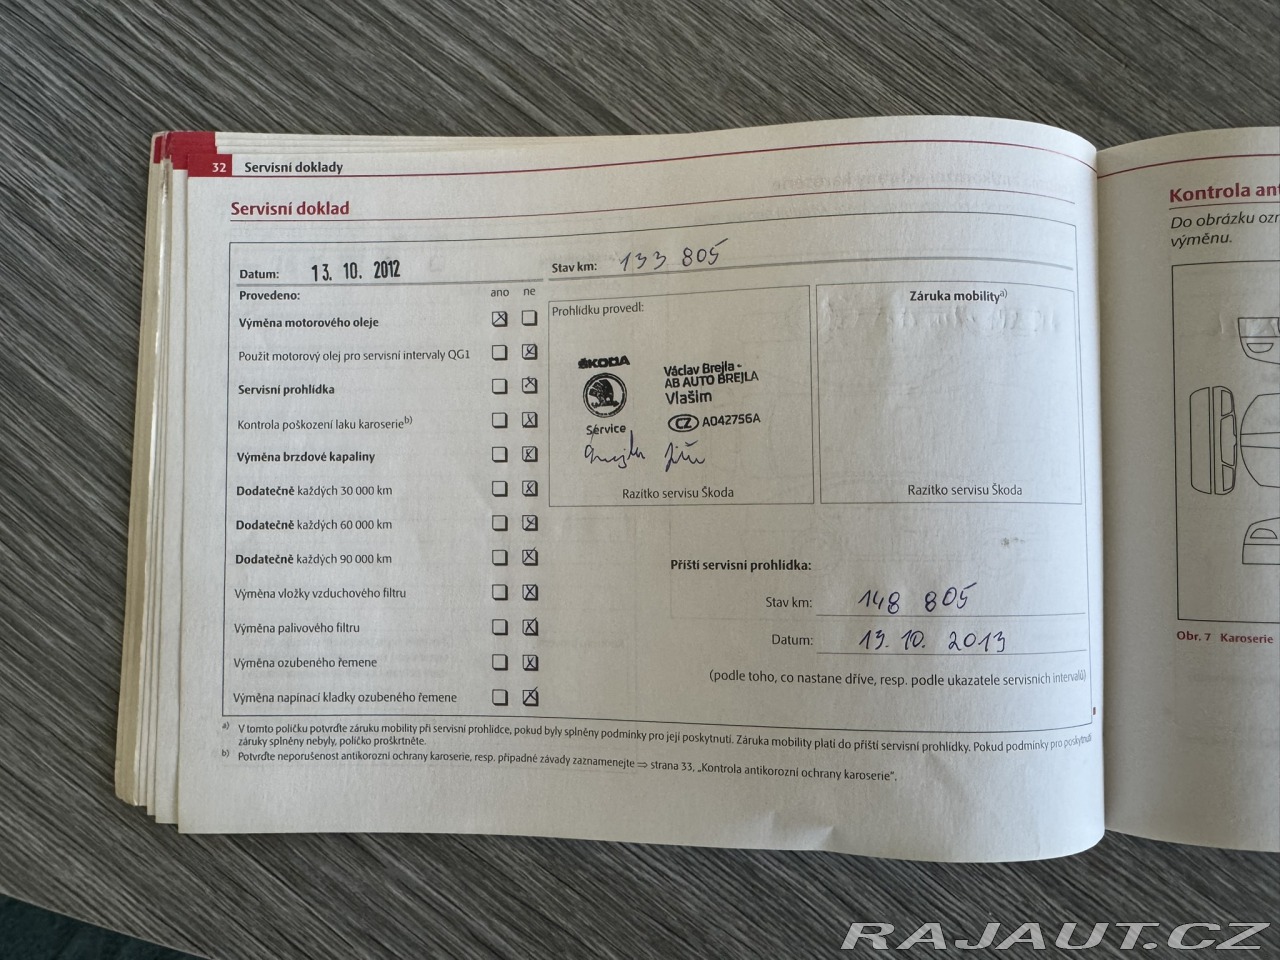 32 Servisní doklady
Servisní doklad
Datum: 13. 10. 2012
Stav km: 133 805
Provedeno: ano ne
Výměna motorového oleje
Použit motorový olej pro servisní intervaly QG1
Servisní prohlídka
Kontrola poškození laku karoserie b)
Výměna brzdové kapaliny
Dodatečně každých 30 000 km
Dodatečně každých 60 000 km
Dodatečně každých 90 000 km
Výměna vložky vzduchového filtru
Výměna palivového filtru
Výměna ozubeného řemene
Výměna napínací kladky ozubeného řemene
Prohlídku provedl:
ŠKODA
Service
Václav Brejla -
AB AUTO BREJLA
Vlašim
CZ A042756A
Razítko servisu Škoda
Záruka mobility a)
Razítko servisu Škoda
Příští servisní prohlídka:
Stav km: 148 805
Datum: 13. 10. 2013
(podle toho, co nastane dříve, resp. podle ukazatele servisních intervalů)
a) V tomto políčku potvrďte záruku mobility při servisní prohlídce, pokud byly splněny podmínky pro její poskytnutí. Záruka mobility platí do příští servisní prohlídky. Pokud podmínky pro poskytnutí
záruky splněny nebyly, políčko proškrtněte.
b) Potvrďte neporušenost antikorozní ochrany karoserie, resp. případné závady zaznamenejte ⇒ strana 33, „Kontrola antikorozní ochrany karoserie“.
Kontrola ant
Do obrázku ozn
výměnu.
Obr. 7 Karoserie
RAJAUT.CZ